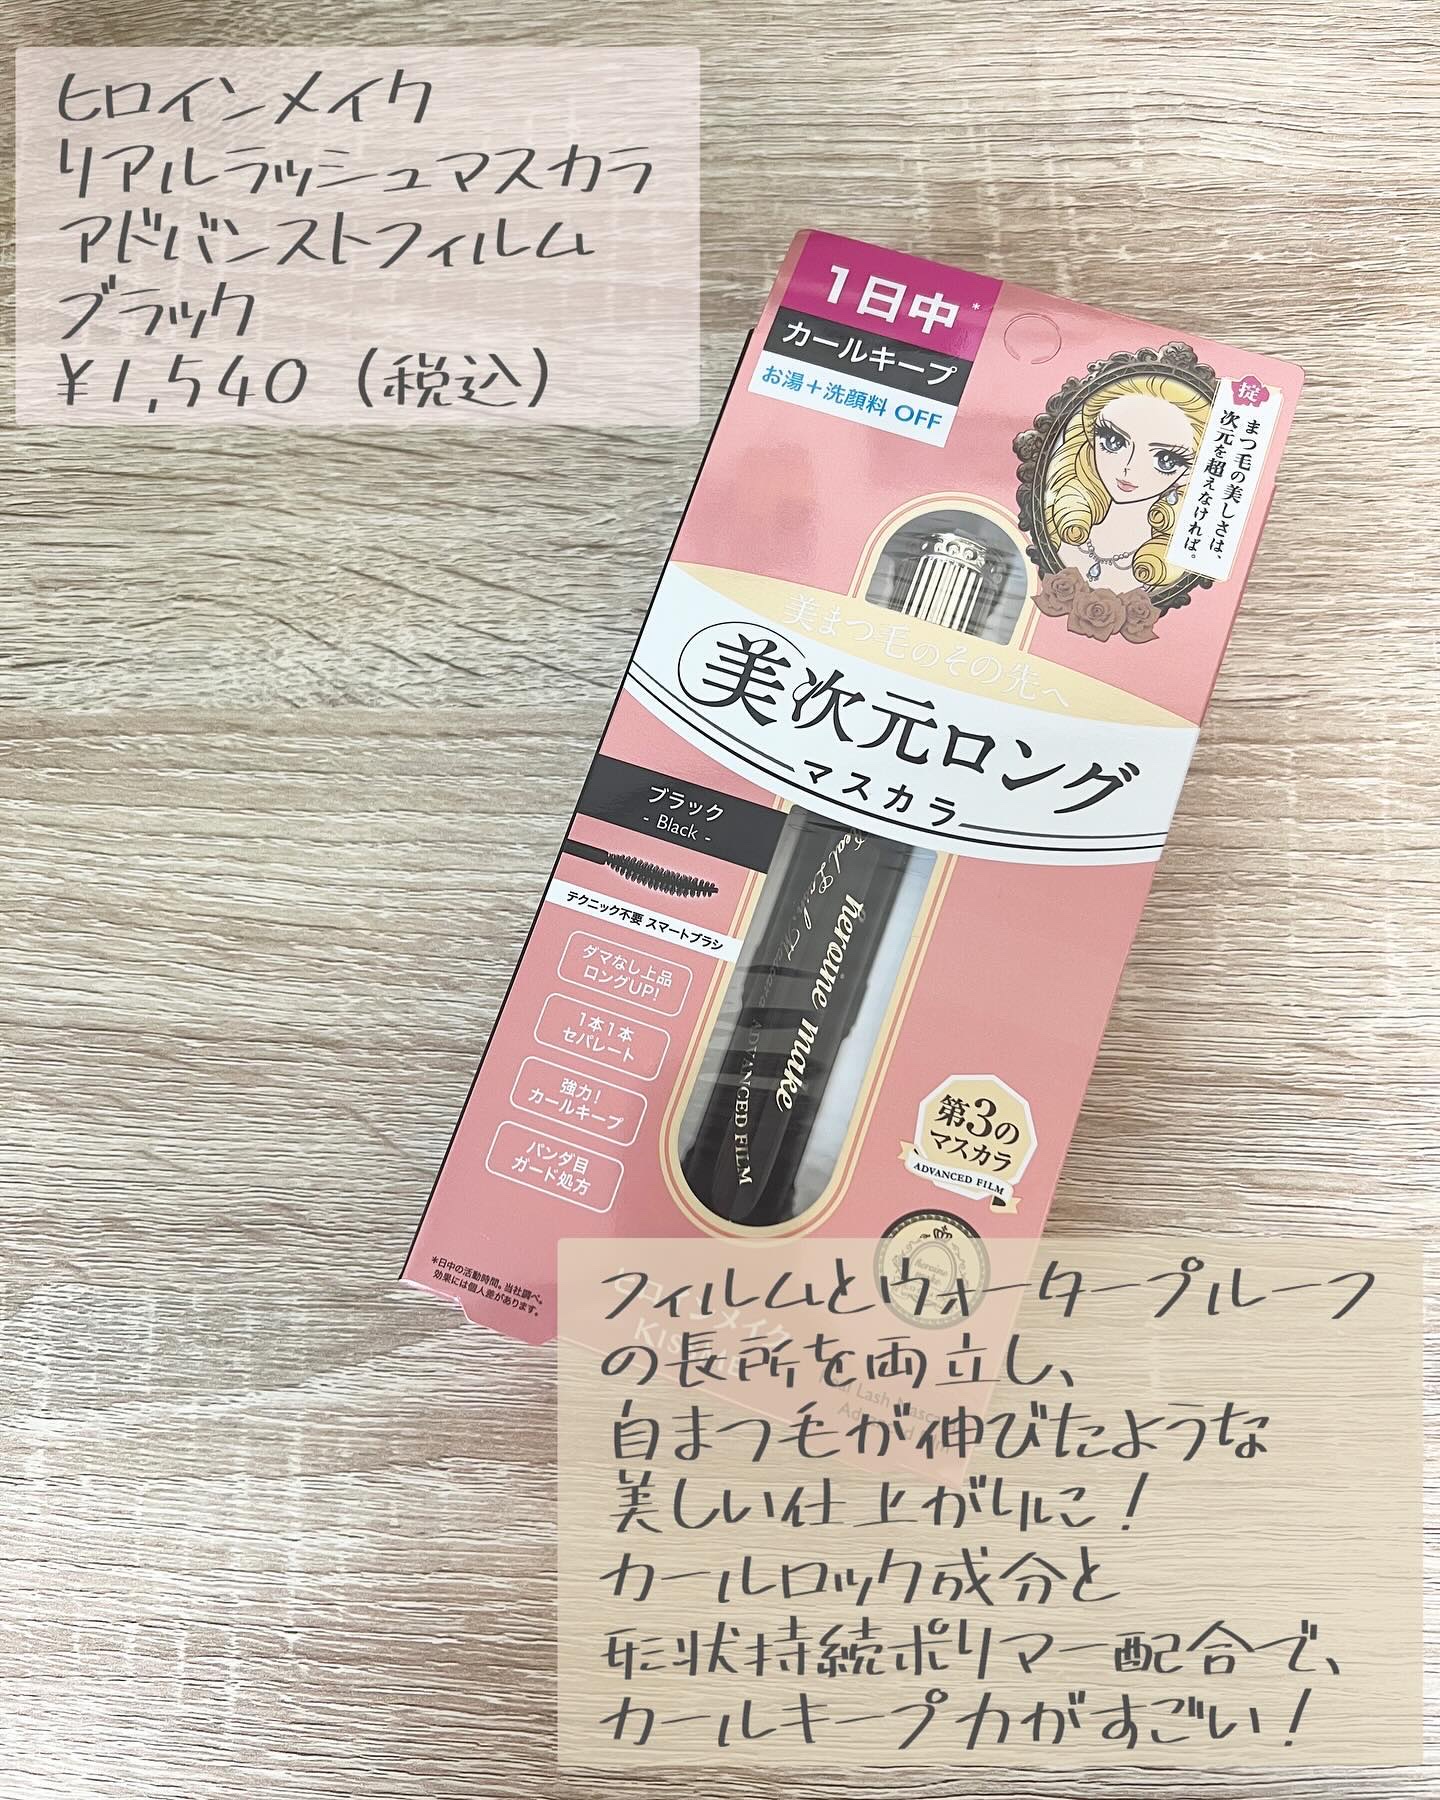 ヒロインメイク
リアルラッシュマスカラ
アドバンストフィルム
ブラック
¥1,540（税込）
1日中*
カールキープ
お湯+洗顔料 OFF
掟
まつ毛の美しさは、
次元を超えなければ。
美まつ毛のその先へ
美次元ロング
マスカラ
ブラック
- Black -
テクニック不要 スマートブラシ
ダマなし上品
ロングUP!
1本1本
セパレート
強力!
カールキープ
パンダ目
ガード処方
Real Lash Mascara
heroine make
ADVANCED FILM
第3の
マスカラ
ADVANCED FILM
*日中の活動時間。当社調べ。
効果には個人差があります。
ヒロインメイク
KISSME
フィルムとウォータープルーフ
の長所を両立し、
自まつ毛が伸びたような
美しい仕上がりに！
カールロック成分と
形状持続ポリマー配合で、
カールキープ力がすごい！